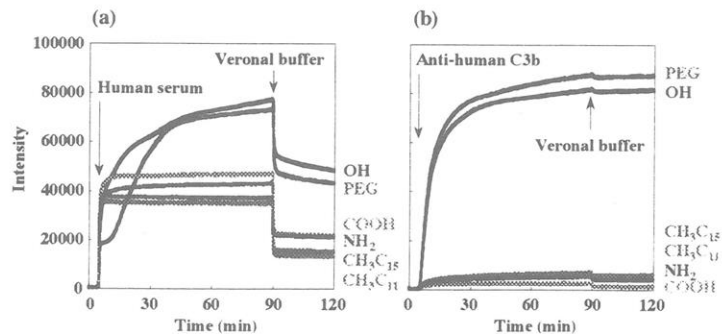 (a)
100000
80000
60000
40000
20000
0
Intensity
Human serum
Veronal buffer
OH
PEG
COOH
NH2
CH3C15
CH3C11
0 30 60 90 120
Time (min)
(b)
Anti-human C3b
PEG
OH
Veronal buffer
CH3C15
CH3C11
NH2
COOH
0 30 60 90 120
Time (min)